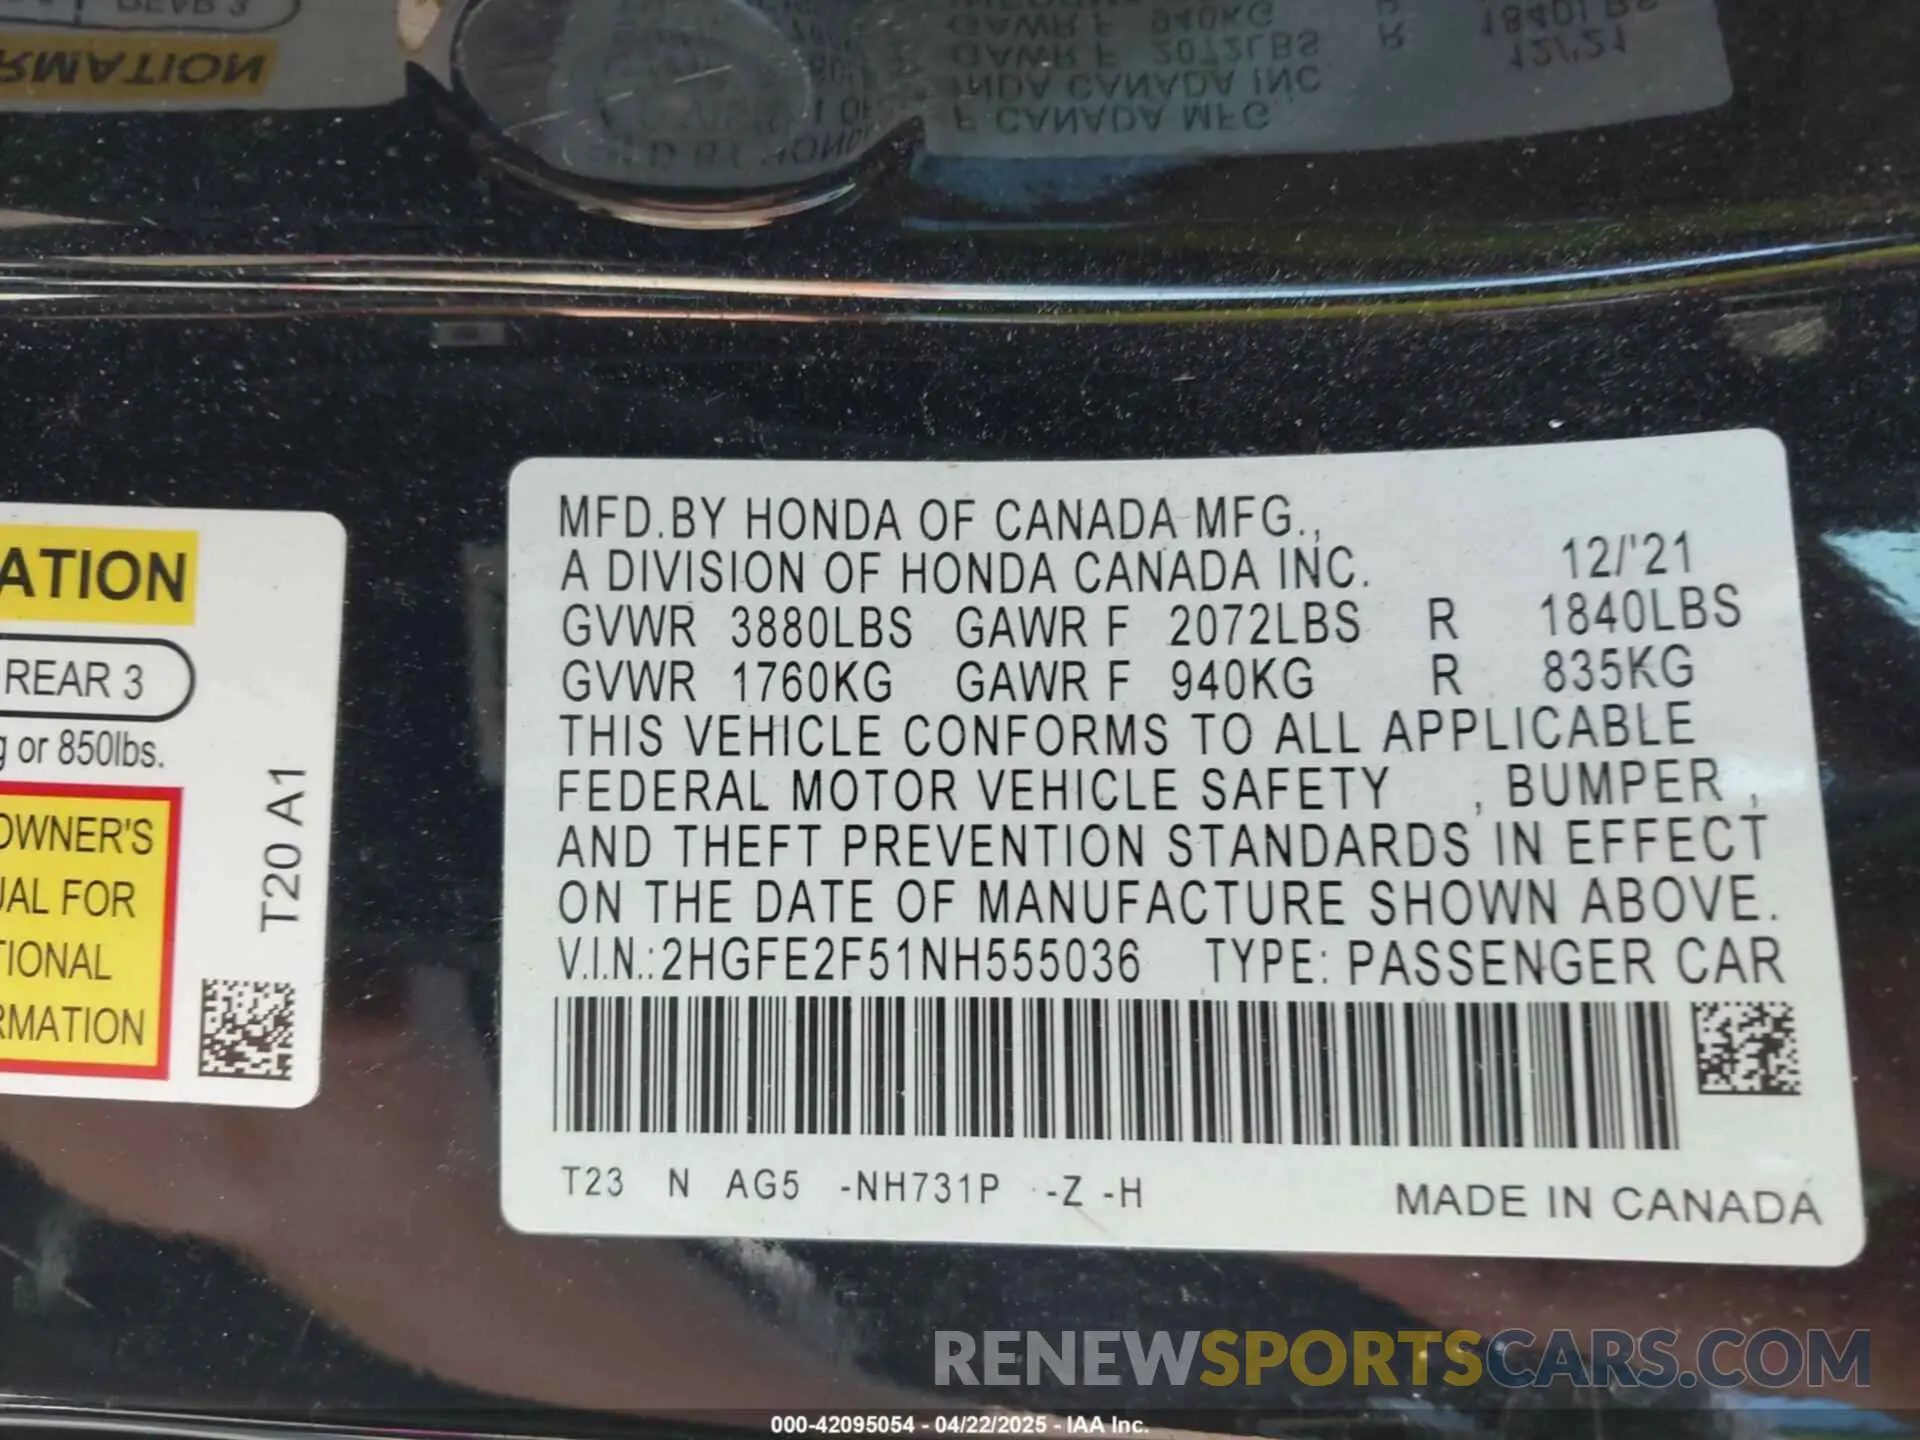 MFD.BY HONDA OF CANADA MFG.,
A DIVISION OF HONDA CANADA INC. 12/'21
GVWR 3880LBS GAWR F 2072LBS R 1840LBS
GVWR 1760KG GAWR F 940KG R 835KG
THIS VEHICLE CONFORMS TO ALL APPLICABLE
FEDERAL MOTOR VEHICLE SAFETY , BUMPER ,
AND THEFT PREVENTION STANDARDS IN EFFECT
ON THE DATE OF MANUFACTURE SHOWN ABOVE.
V.I.N.:2HGFE2F51NH555036 TYPE: PASSENGER CAR
T23 N AG5 -NH731P -Z -H
MADE IN CANADA
ATION
REAR 3
g or 850lbs.
OWNER'S
UAL FOR
TIONAL
RMATION
T20 A1
RENEWSPORTSCARS.COM
000-42095054 - 04/22/2025 - IAA Inc.